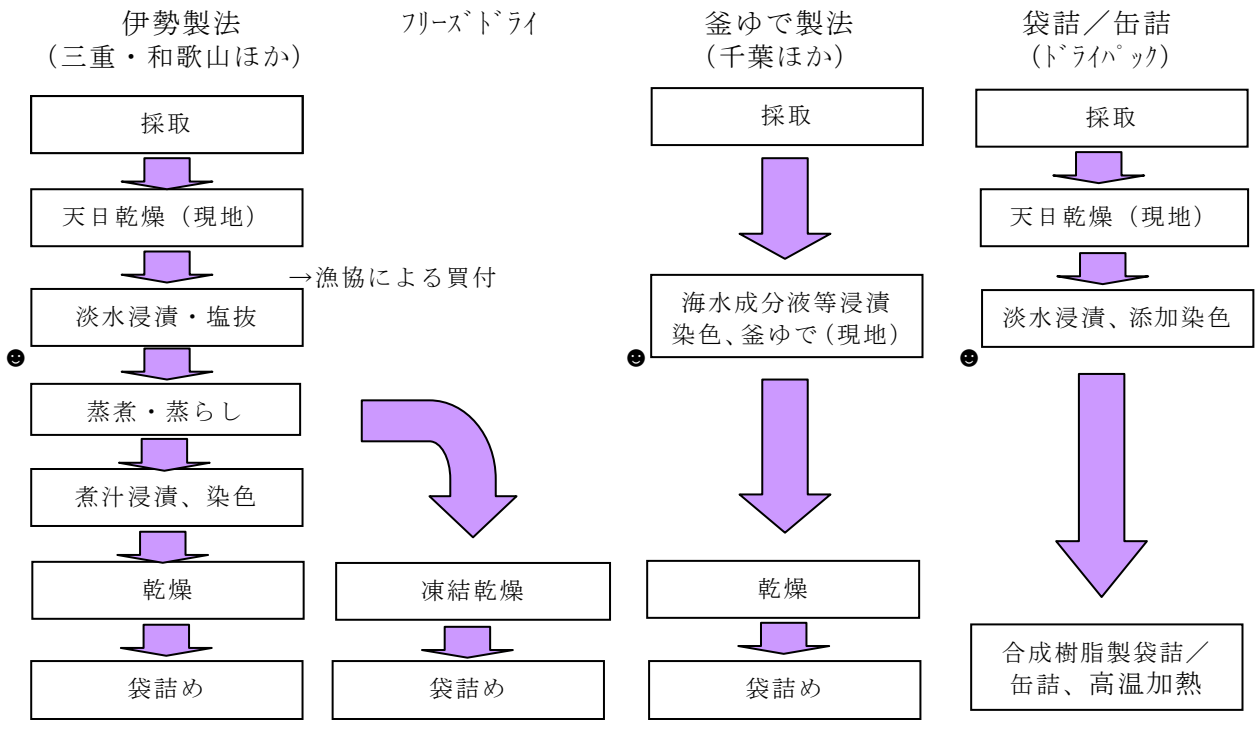 伊勢製法
(三重・和歌山ほか)
採取
天日乾燥(現地)
→漁協による買付
淡水浸漬・塩抜
蒸煮・蒸らし
煮汁浸漬、染色
乾燥
袋詰め
ﾌﾘｰｽﾞﾄﾞﾗｲ
凍結乾燥
袋詰め
釜ゆで製法
(千葉ほか)
採取
海水成分液等浸漬
染色、釜ゆで(現地)
乾燥
袋詰め
袋詰/缶詰
(ﾄﾞﾗｲﾊﾟｯｸ)
採取
天日乾燥(現地)
淡水浸漬、添加染色
合成樹脂製袋詰/
缶詰、高温加熱